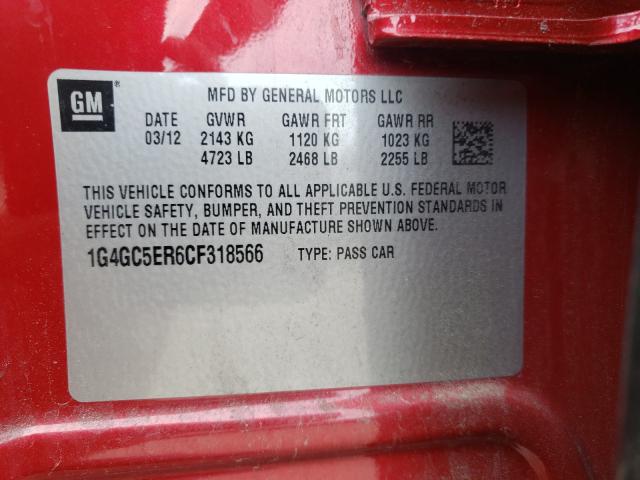 GM® MFD BY GENERAL MOTORS LLC
DATE GVWR GAWR FRT GAWR RR
03/12 2143 KG 1120 KG 1023 KG
4723 LB 2468 LB 2255 LB
THIS VEHICLE CONFORMS TO ALL APPLICABLE U.S. FEDERAL MOTOR
VEHICLE SAFETY, BUMPER, AND THEFT PREVENTION STANDARDS IN
EFFECT ON THE DATE OF MANUFACTURE SHOWN ABOVE.
1G4GC5ER6CF318566 TYPE: PASS CAR